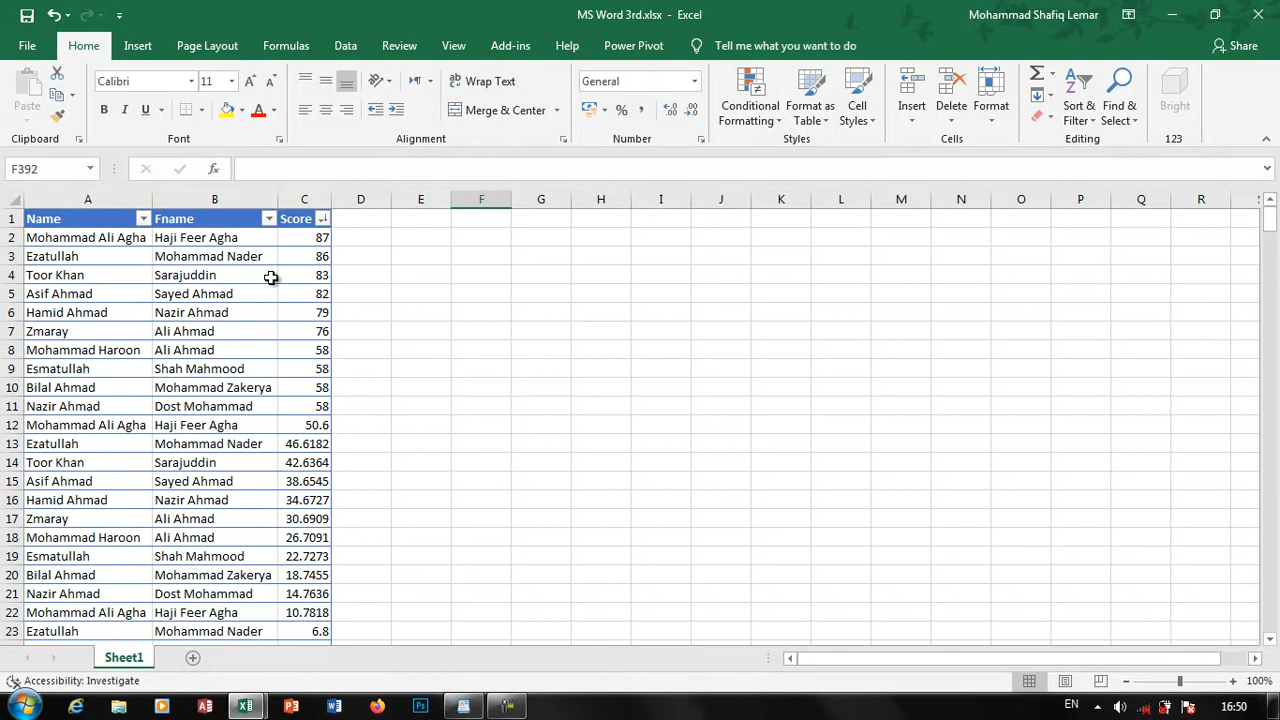 MS Word 3rd.xlsx - Excel
Mohammad Shafiq Lemar
File Home Insert Page Layout Formulas Data Review View Add-ins Help Power Pivot Tell me what you want to do Share
Paste
Clipboard
Calibri 11
B I U
Font
Wrap Text
Merge & Center
Alignment
General
Number
Conditional Formatting
Format as Table
Cell Styles
Styles
Insert Delete Format
Cells
Sort & Filter
Find & Select
Editing
Bright
123
F392
fx
A B C D E F G H I J K L M N O P Q R
1 Name Fname Score
2 Mohammad Ali Agha Haji Feer Agha 87
3 Ezatullah Mohammad Nader 86
4 Toor Khan Sarajuddin 83
5 Asif Ahmad Sayed Ahmad 82
6 Hamid Ahmad Nazir Ahmad 79
7 Zmaray Ali Ahmad 76
8 Mohammad Haroon Ali Ahmad 58
9 Esmatullah Shah Mahmood 58
10 Bilal Ahmad Mohammad Zakerya 58
11 Nazir Ahmad Dost Mohammad 58
12 Mohammad Ali Agha Haji Feer Agha 50.6
13 Ezatullah Mohammad Nader 46.6182
14 Toor Khan Sarajuddin 42.6364
15 Asif Ahmad Sayed Ahmad 38.6545
16 Hamid Ahmad Nazir Ahmad 34.6727
17 Zmaray Ali Ahmad 30.6909
18 Mohammad Haroon Ali Ahmad 26.7091
19 Esmatullah Shah Mahmood 22.7273
20 Bilal Ahmad Mohammad Zakerya 18.7455
21 Nazir Ahmad Dost Mohammad 14.7636
22 Mohammad Ali Agha Haji Feer Agha 10.7818
23 Ezatullah Mohammad Nader 6.8
Sheet1
Accessibility: Investigate
100%
EN
16:50